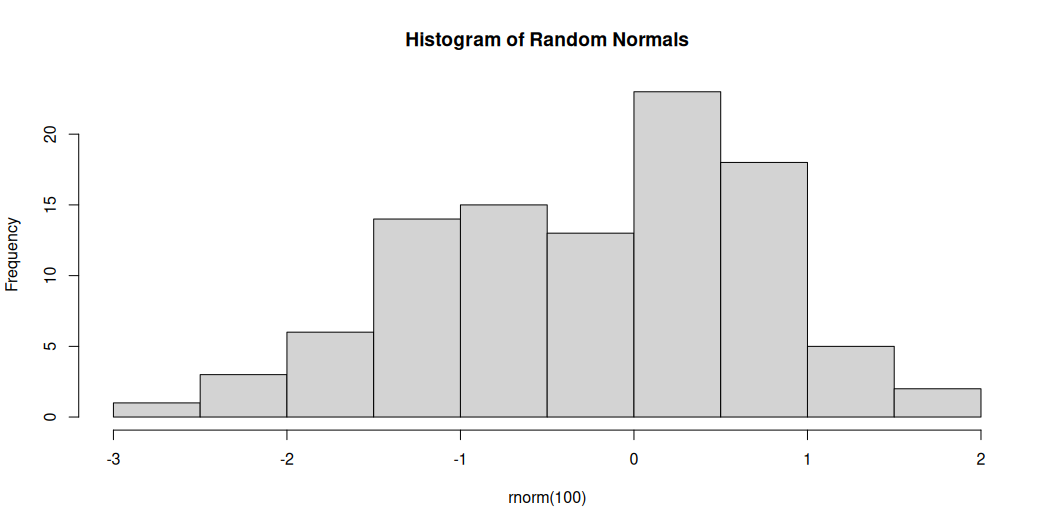 Histogram of Random Normals
Frequency
20
15
10
5
0
-3 -2 -1 0 1 2
rnorm(100)